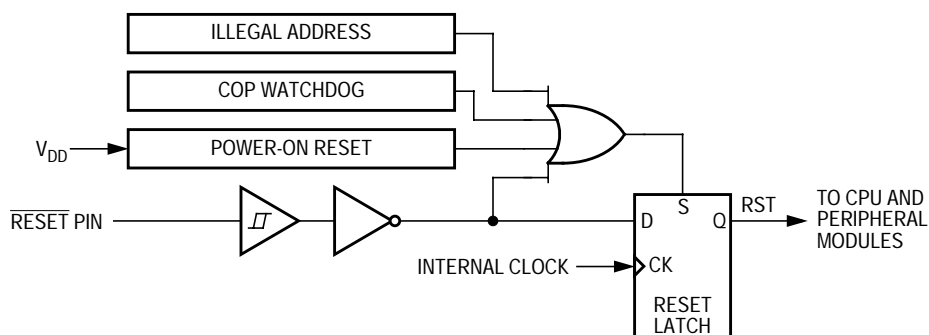 ILLEGAL ADDRESS
COP WATCHDOG
VDD
POWER-ON RESET
RESET PIN
S
D
Q
RST
TO CPU AND
PERIPHERAL
MODULES
INTERNAL CLOCK
CK
RESET
LATCH